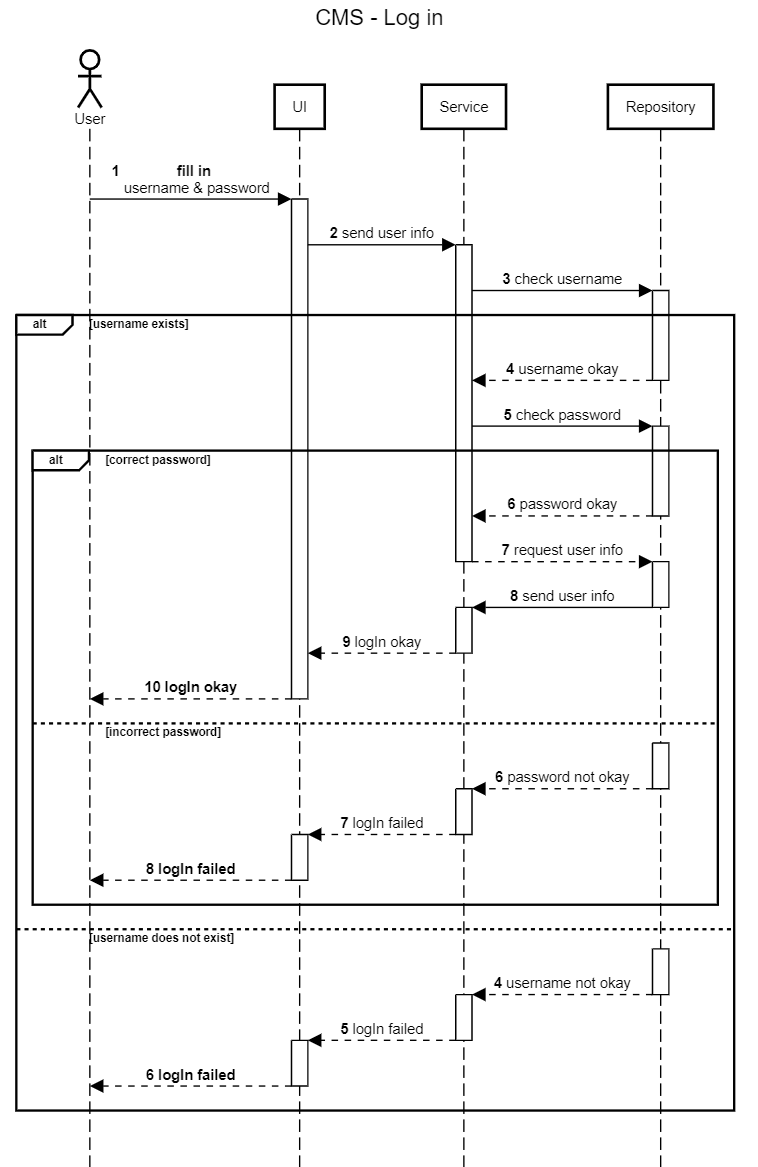 CMS - Log in
User
UI
Service
Repository
1 fill in
username & password
2 send user info
3 check username
alt [username exists]
4 username okay
5 check password
alt [correct password]
6 password okay
7 request user info
8 send user info
9 logIn okay
10 logIn okay
[incorrect password]
6 password not okay
7 logIn failed
8 logIn failed
[username does not exist]
4 username not okay
5 logIn failed
6 logIn failed